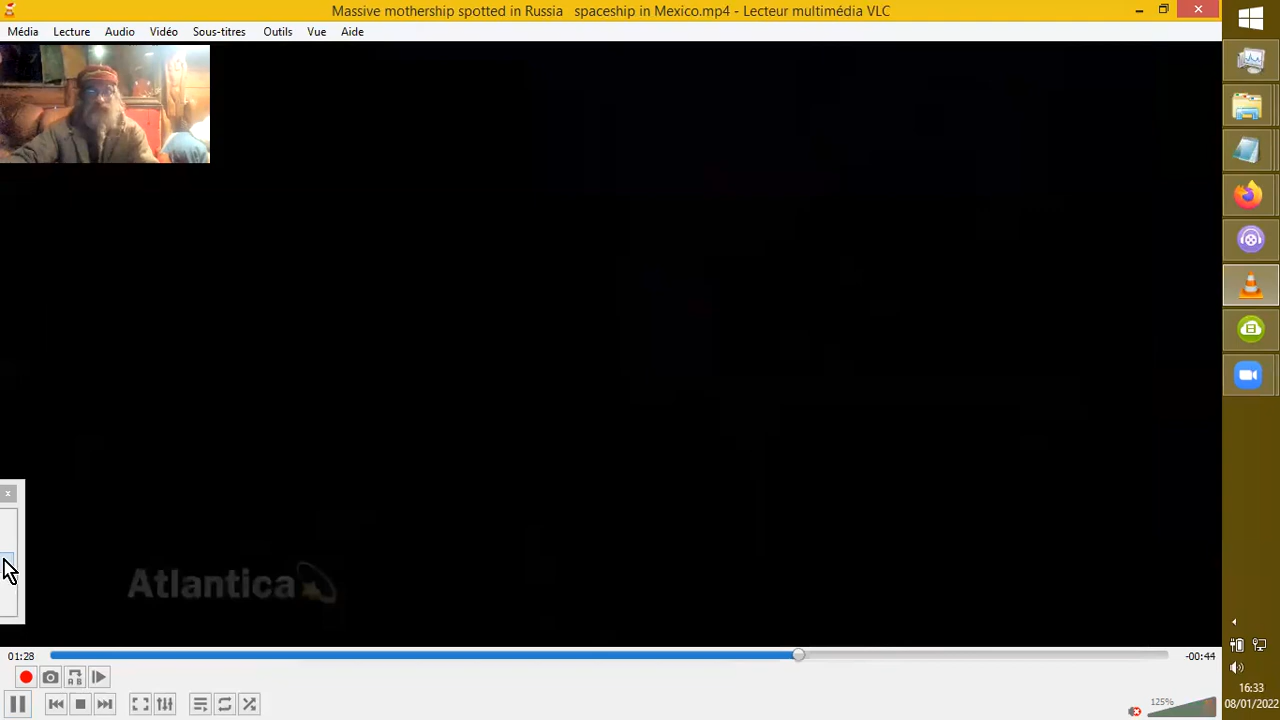 Massive mothership spotted in Russia   spaceship in Mexico.mp4 - Lecteur multimédia VLC
Média Lecture Audio Vidéo Sous-titres Outils Vue Aide
Atlantica
01:28
-00:44
A B
125%
16:33
08/01/2022